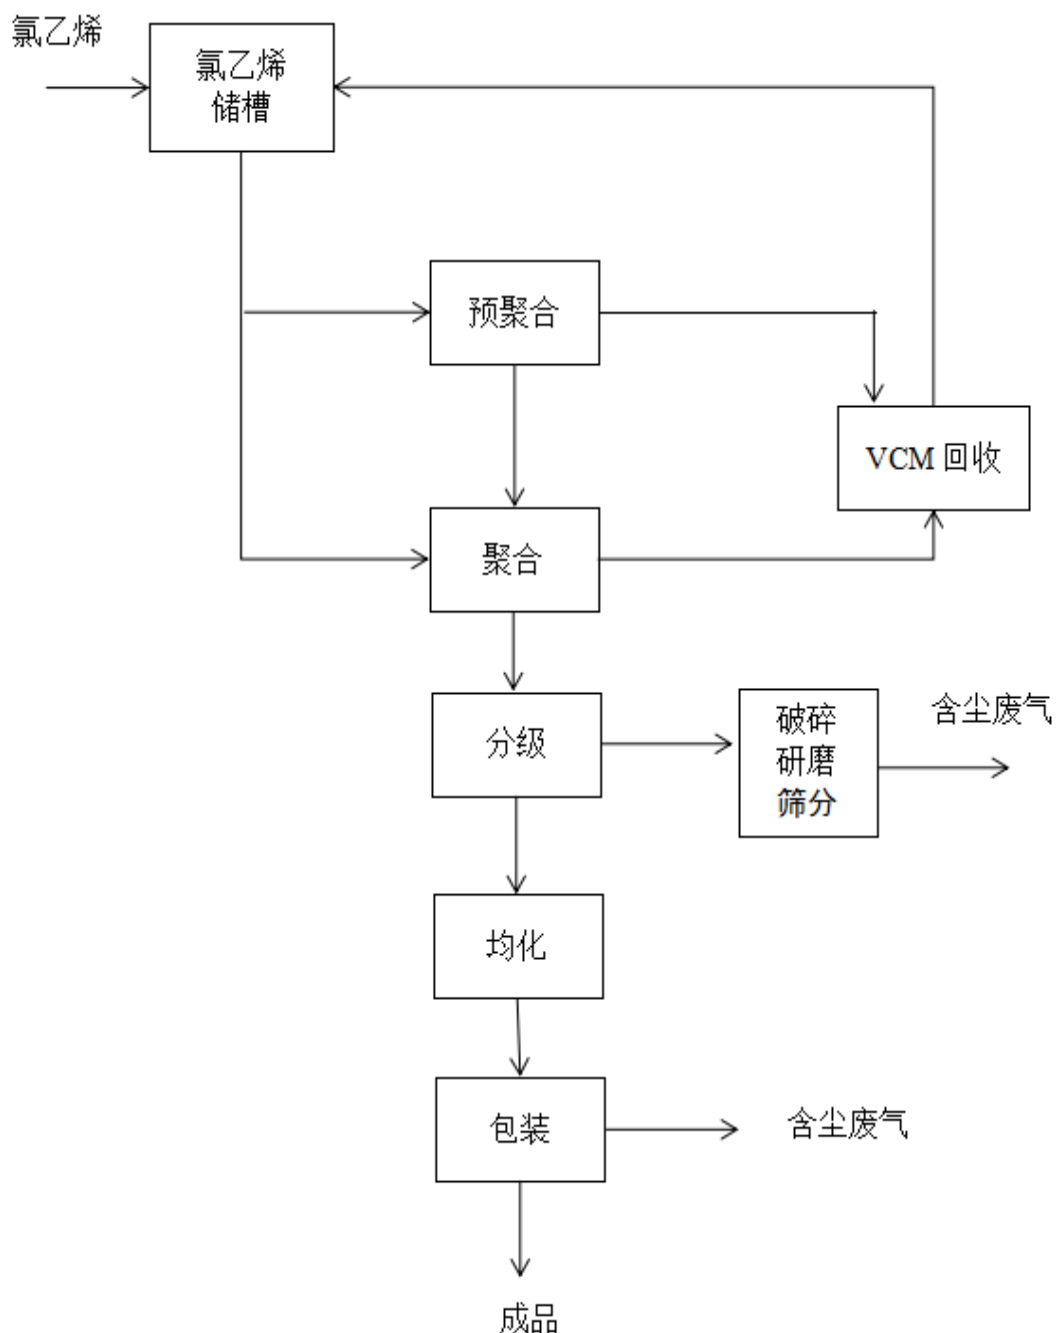 氯乙烯
氯乙烯
储槽
预聚合
VCM 回收
聚合
分级
破碎
研磨
筛分
含尘废气
均化
包装
含尘废气
成品